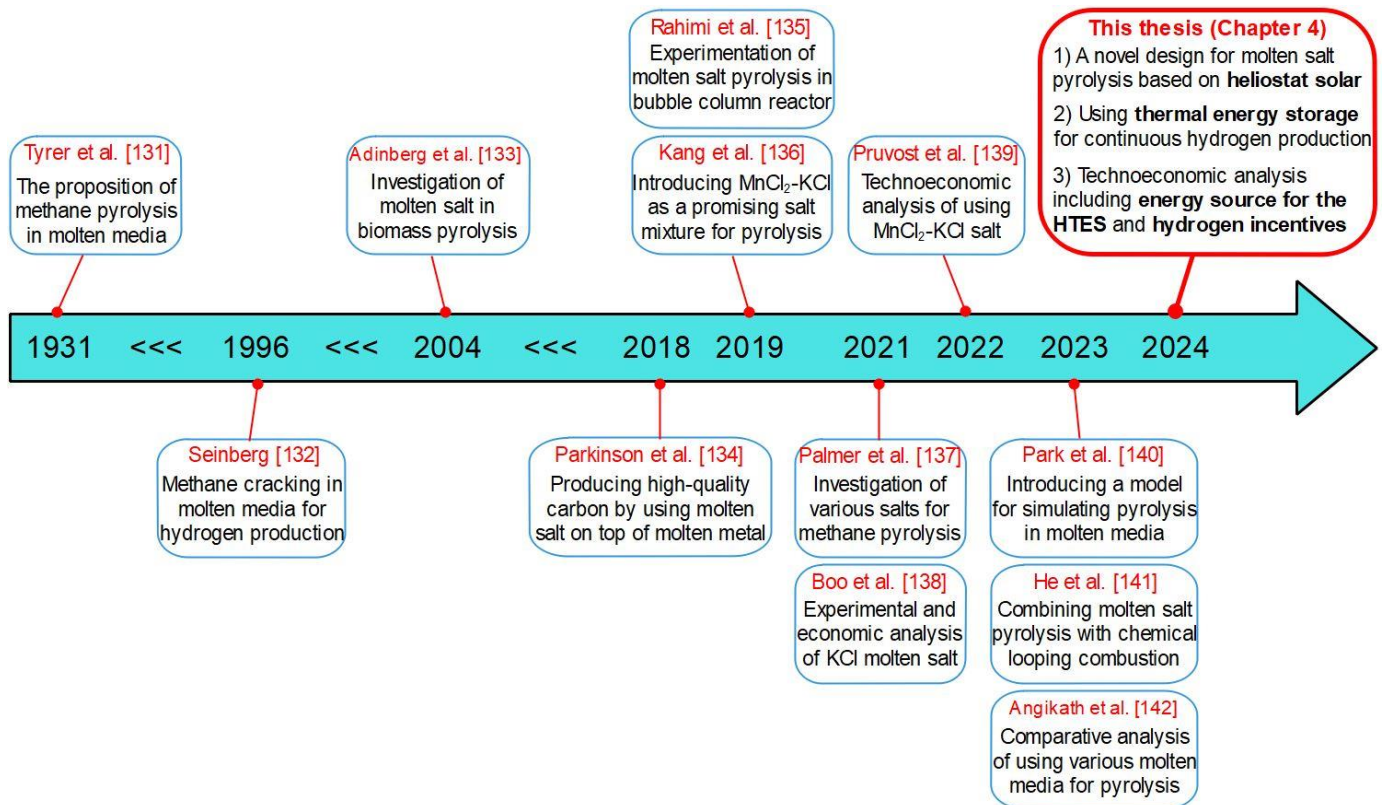 Rahimi et al. [135]
Experimentation of
molten salt pyrolysis in
bubble column reactor
This thesis (Chapter 4)
1) A novel design for molten salt
pyrolysis based on heliostat solar
2) Using thermal energy storage
for continuous hydrogen production
3) Technoeconomic analysis
including energy source for the
HTES and hydrogen incentives
Tyrer et al. [131]
The proposition of
methane pyrolysis
in molten media
Adinberg et al. [133]
Investigation of
molten salt in
biomass pyrolysis
Kang et al. [136]
Introducing MnCl₂-KCl
as a promising salt
mixture for pyrolysis
Pruvost et al. [139]
Technoeconomic
analysis of using
MnCl₂-KCl salt
1931 <<< 1996 <<< 2004 <<< 2018 2019 2021 2022 2023 2024
Seinberg [132]
Methane cracking in
molten media for
hydrogen production
Parkinson et al. [134]
Producing high-quality
carbon by using molten
salt on top of molten metal
Palmer et al. [137]
Investigation of
various salts for
methane pyrolysis
Park et al. [140]
Introducing a model
for simulating pyrolysis
in molten media
Boo et al. [138]
Experimental and
economic analysis
of KCl molten salt
He et al. [141]
Combining molten salt
pyrolysis with chemical
looping combustion
Angikath et al. [142]
Comparative analysis
of using various molten
media for pyrolysis